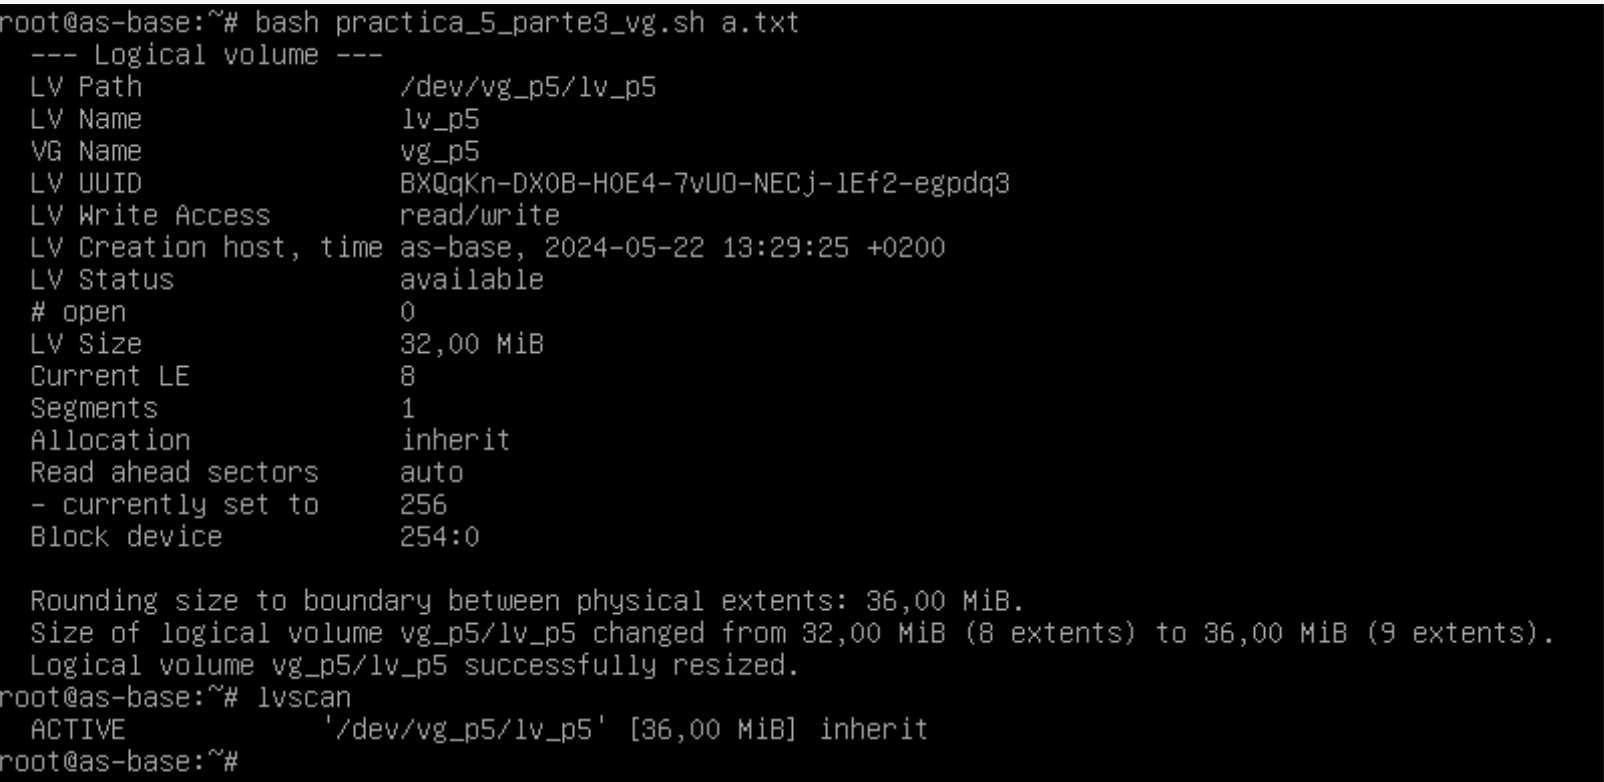 root@as-base:~# bash practica_5_parte3_vg.sh a.txt
  --- Logical volume ---
  LV Path                /dev/vg_p5/lv_p5
  LV Name                lv_p5
  VG Name                vg_p5
  LV UUID                BXQqKn-DX0B-H0E4-7vUO-NECj-lEf2-egpdq3
  LV Write Access        read/write
  LV Creation host, time as-base, 2024-05-22 13:29:25 +0200
  LV Status              available
  # open                 0
  LV Size                32,00 MiB
  Current LE             8
  Segments               1
  Allocation             inherit
  Read ahead sectors     auto
  - currently set to     256
  Block device           254:0

  Rounding size to boundary between physical extents: 36,00 MiB.
  Size of logical volume vg_p5/lv_p5 changed from 32,00 MiB (8 extents) to 36,00 MiB (9 extents).
  Logical volume vg_p5/lv_p5 successfully resized.
root@as-base:~# lvscan
  ACTIVE            '/dev/vg_p5/lv_p5' [36,00 MiB] inherit
root@as-base:~#